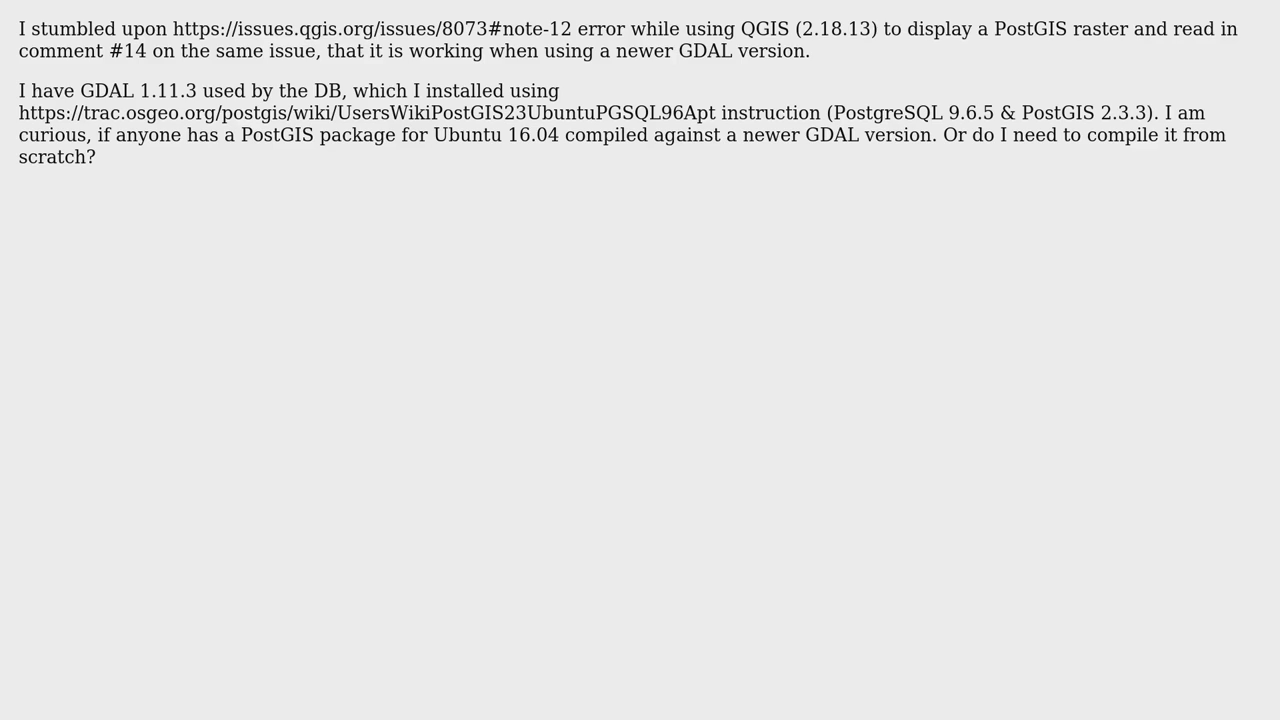 I stumbled upon https://issues.qgis.org/issues/8073#note-12 error while using QGIS (2.18.13) to display a PostGIS raster and read in
comment #14 on the same issue, that it is working when using a newer GDAL version.
I have GDAL 1.11.3 used by the DB, which I installed using
https://trac.osgeo.org/postgis/wiki/UsersWikiPostGIS23UbuntuPGSQL96Apt instruction (PostgreSQL 9.6.5 & PostGIS 2.3.3). I am
curious, if anyone has a PostGIS package for Ubuntu 16.04 compiled against a newer GDAL version. Or do I need to compile it from
scratch?